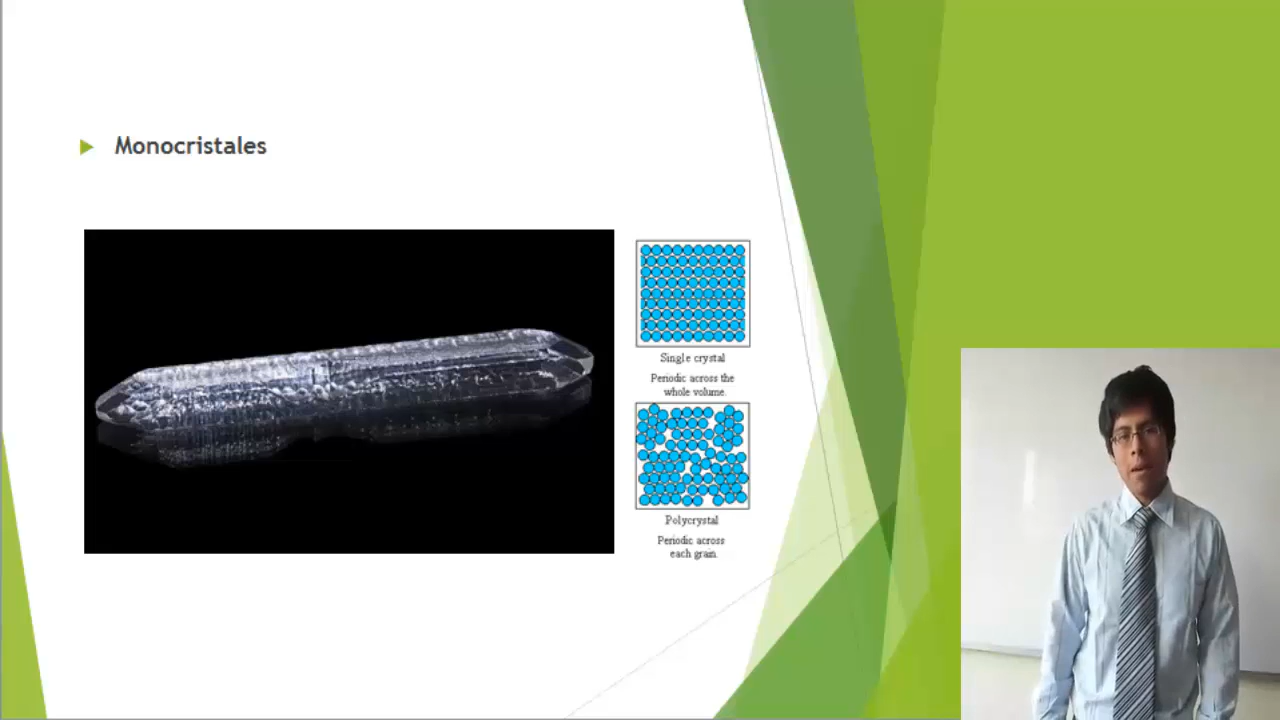 Monocristales
Single crystal
Periodic across the
whole volume.
Polycrystal
Periodic across
each grain.